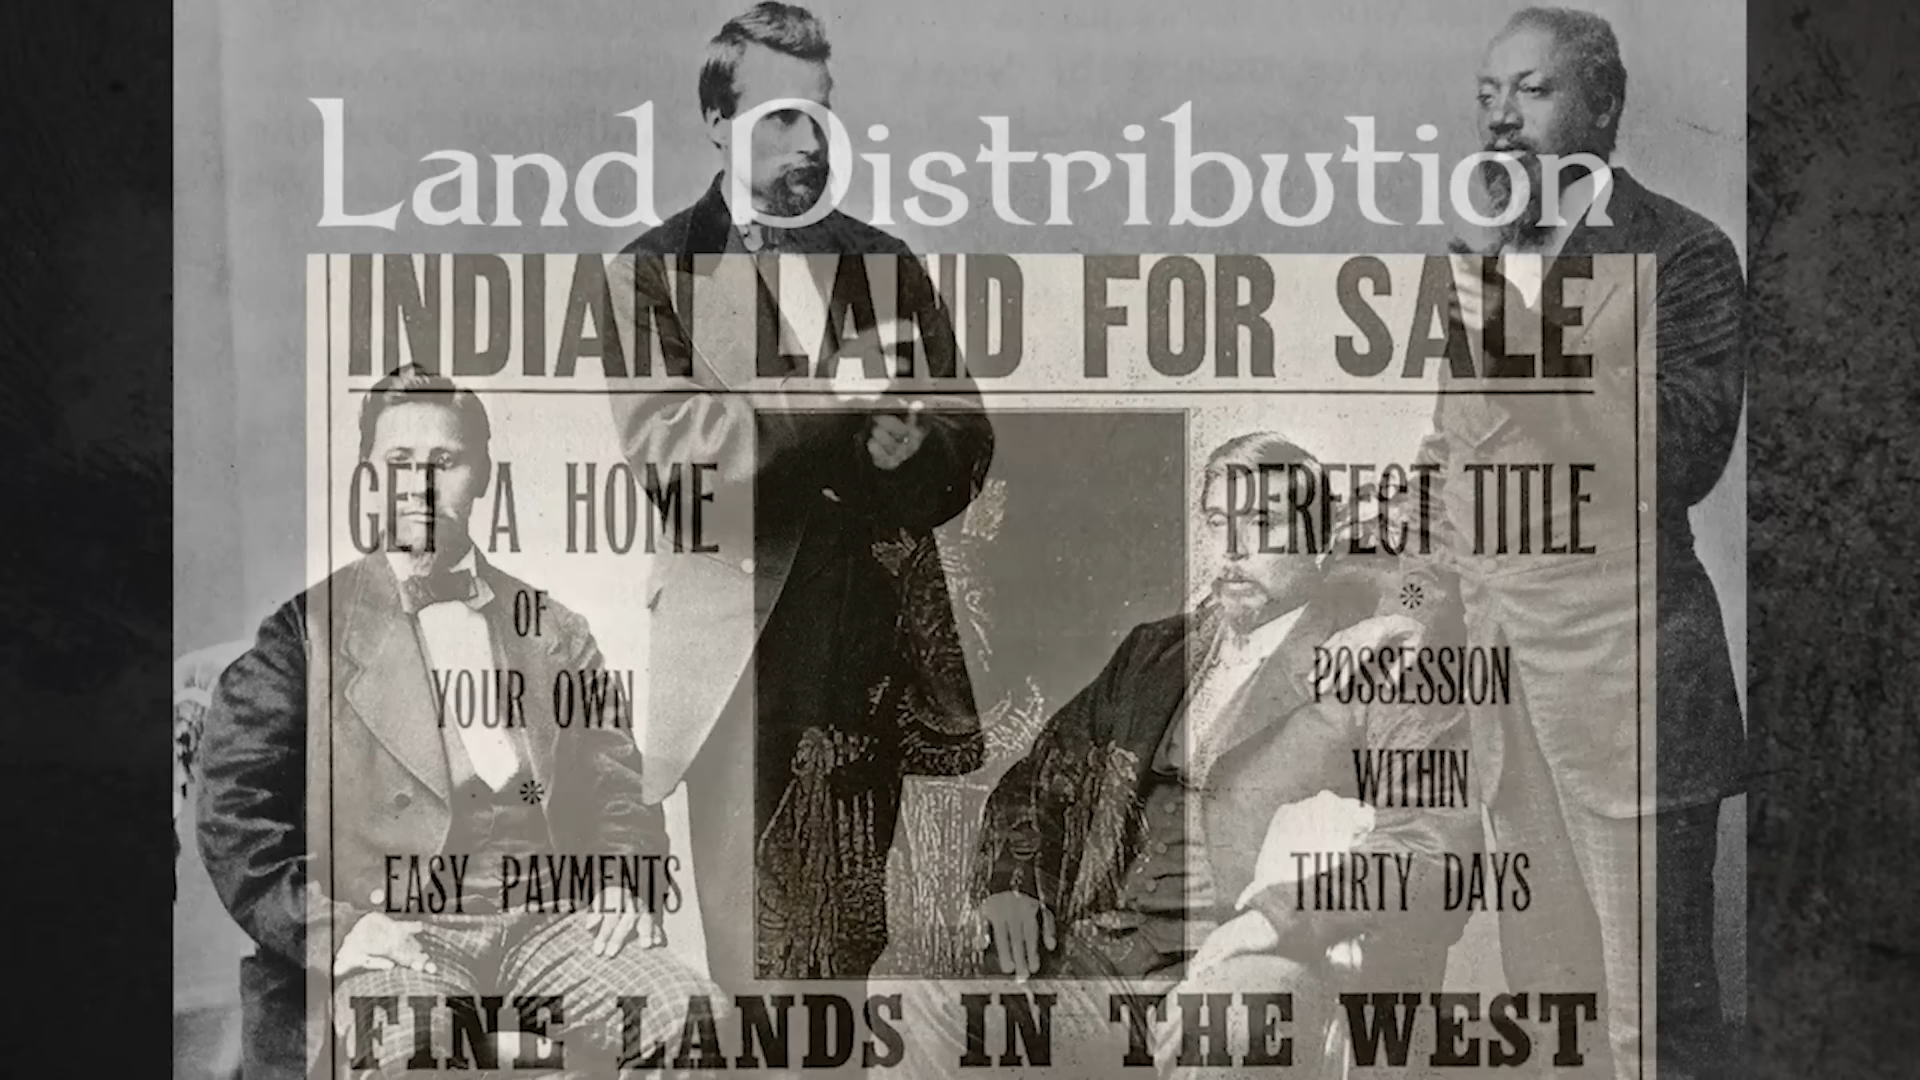 Land Distribution
INDIAN LAND FOR SALE
GET A HOME
OF
YOUR OWN
EASY PAYMENTS
PERFECT TITLE
POSSESSION
WITHIN
THIRTY DAYS
FINE LANDS IN THE WEST